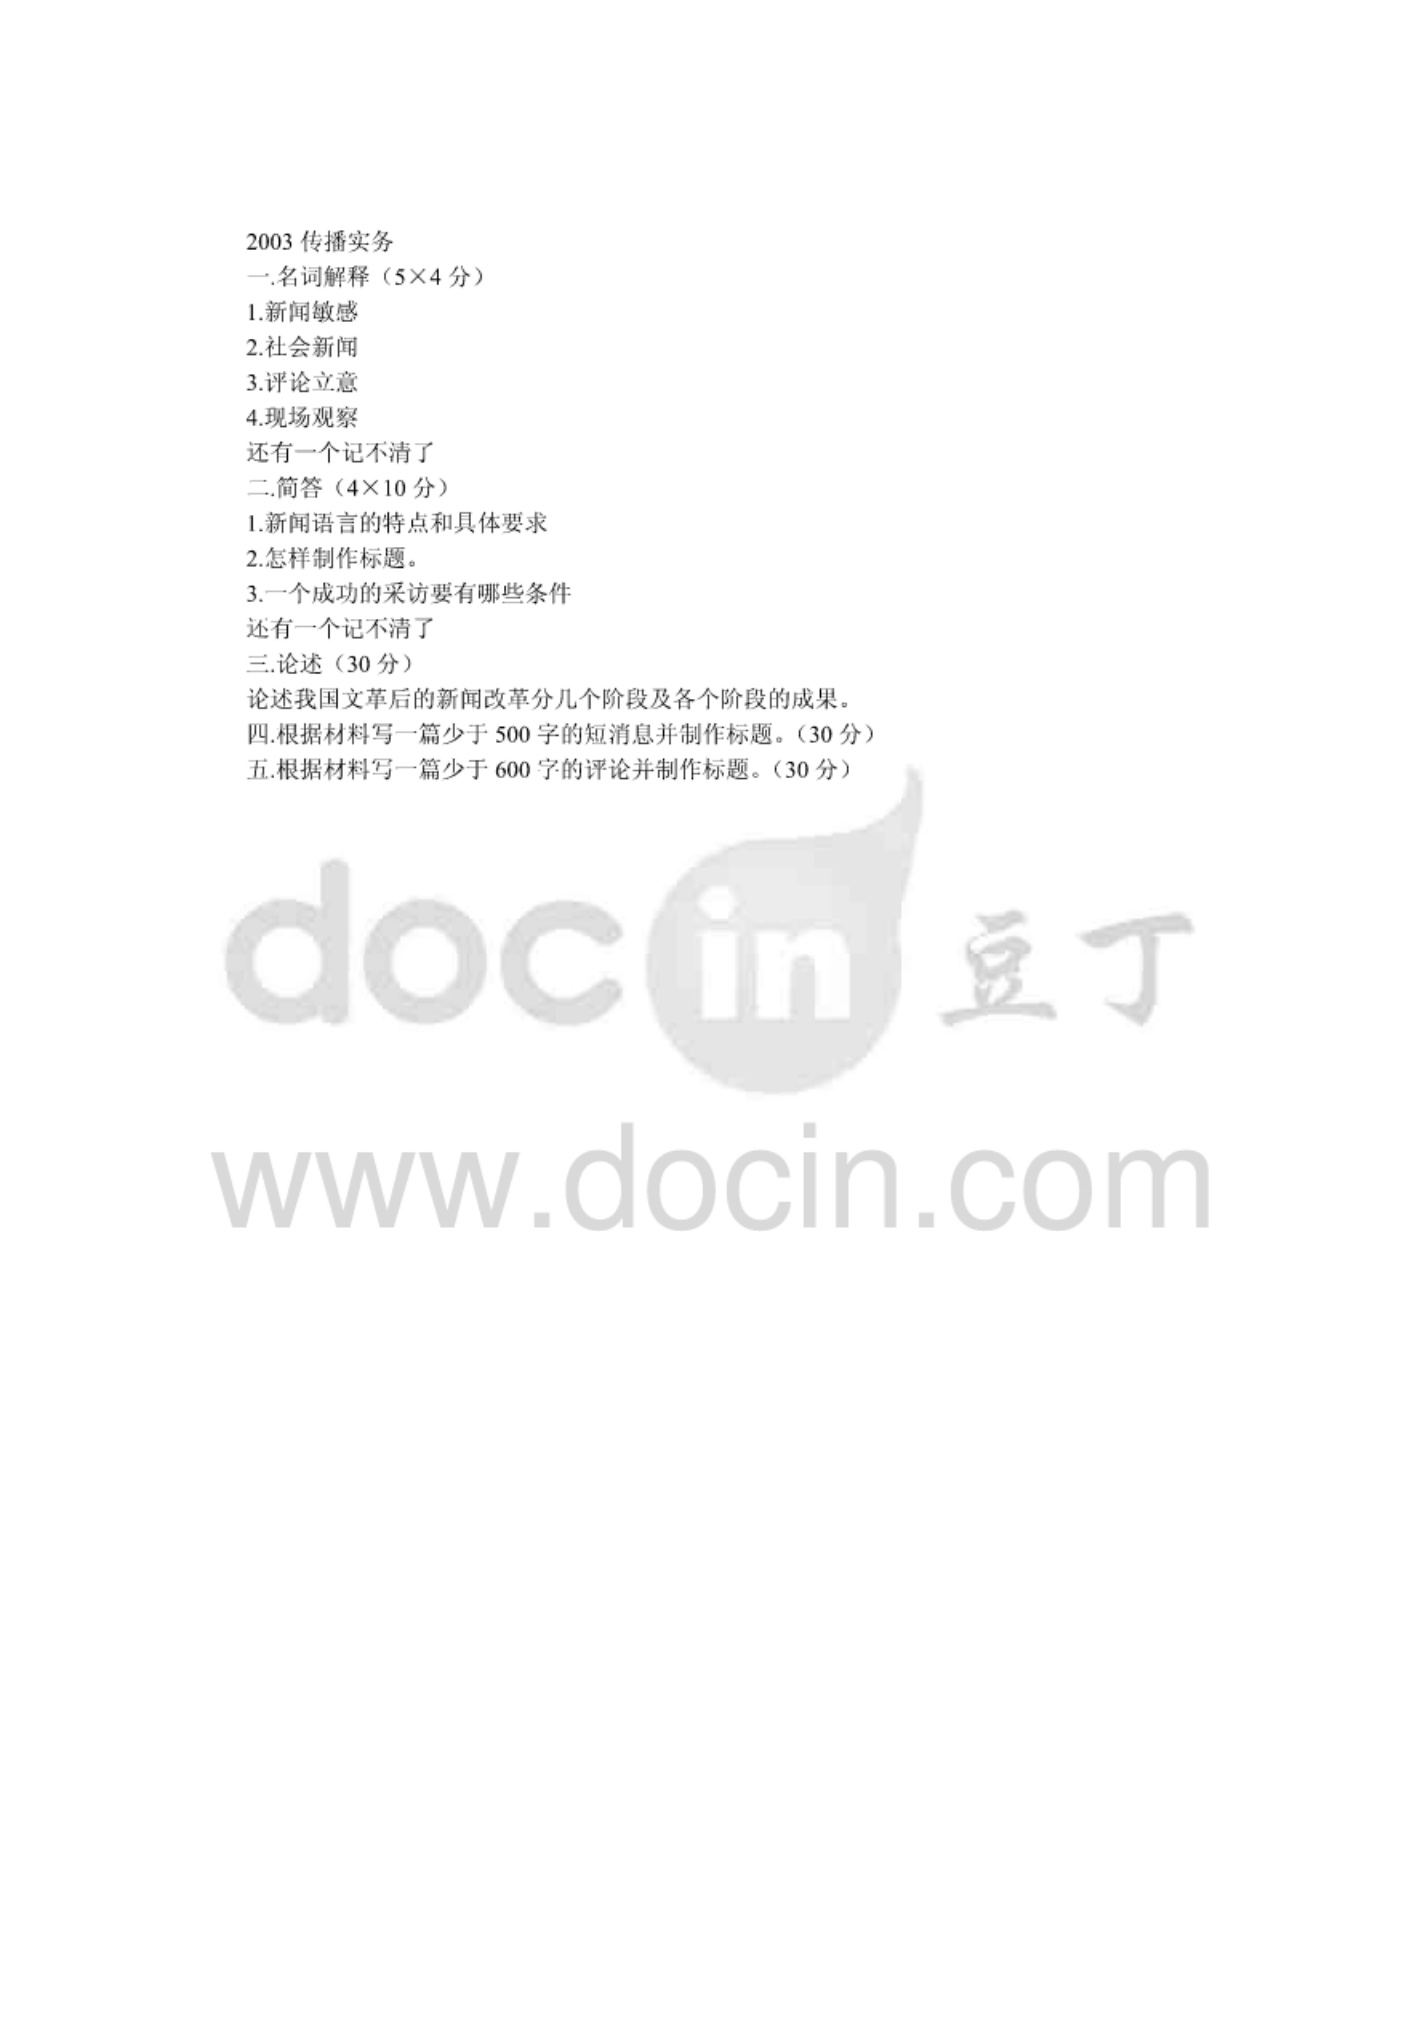 2003 传播实务
一.名词解释（5×4 分）
1.新闻敏感
2.社会新闻
3.评论立意
4.现场观察
还有一个记不清了
二.简答（4×10 分）
1.新闻语言的特点和具体要求
2.怎样制作标题。
3.一个成功的采访要有哪些条件
还有一个记不清了
三.论述（30 分）
论述我国文革后的新闻改革分几个阶段及各个阶段的成果。
四.根据材料写一篇少于 500 字的短消息并制作标题。（30 分）
五.根据材料写一篇少于 600 字的评论并制作标题。（30 分）
docin 豆丁
www.docin.com